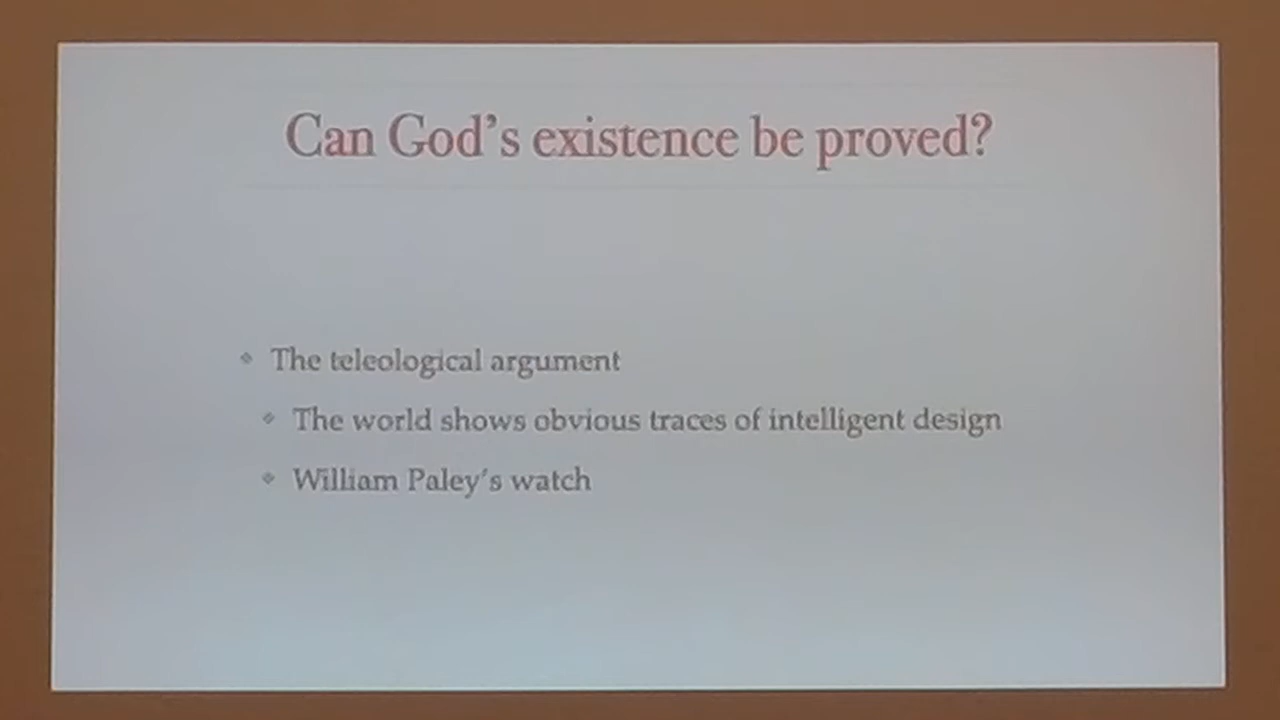 Can God's existence be proved?
The teleological argument
The world shows obvious traces of intelligent design
William Paley's watch